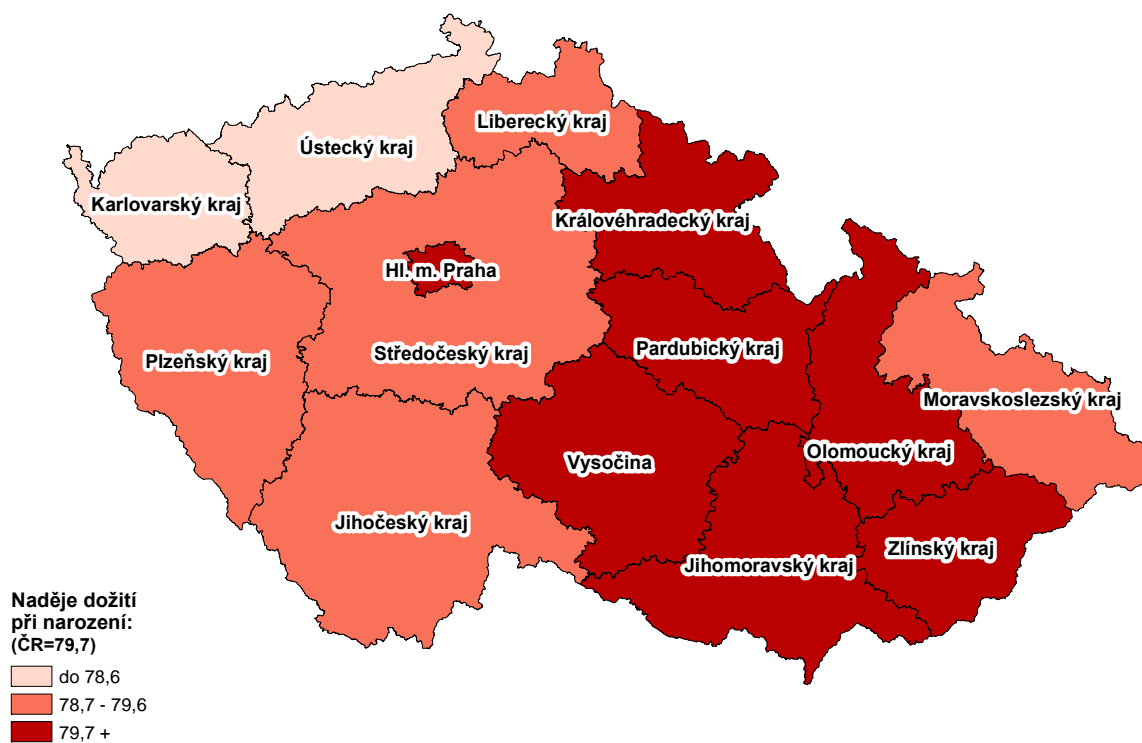 Liberecký kraj
Ústecký kraj
Karlovarský kraj
Královéhradecký kraj
Hl. m. Praha
Pardubický kraj
Středočeský kraj
Plzeňský kraj
Moravskoslezský kraj
Olomoucký kraj
Vysočina
Jihočeský kraj
Zlínský kraj
Jihomoravský kraj
Naděje dožití
při narození:
(ČR=79,7)
do 78,6
78,7 - 79,6
79,7 +